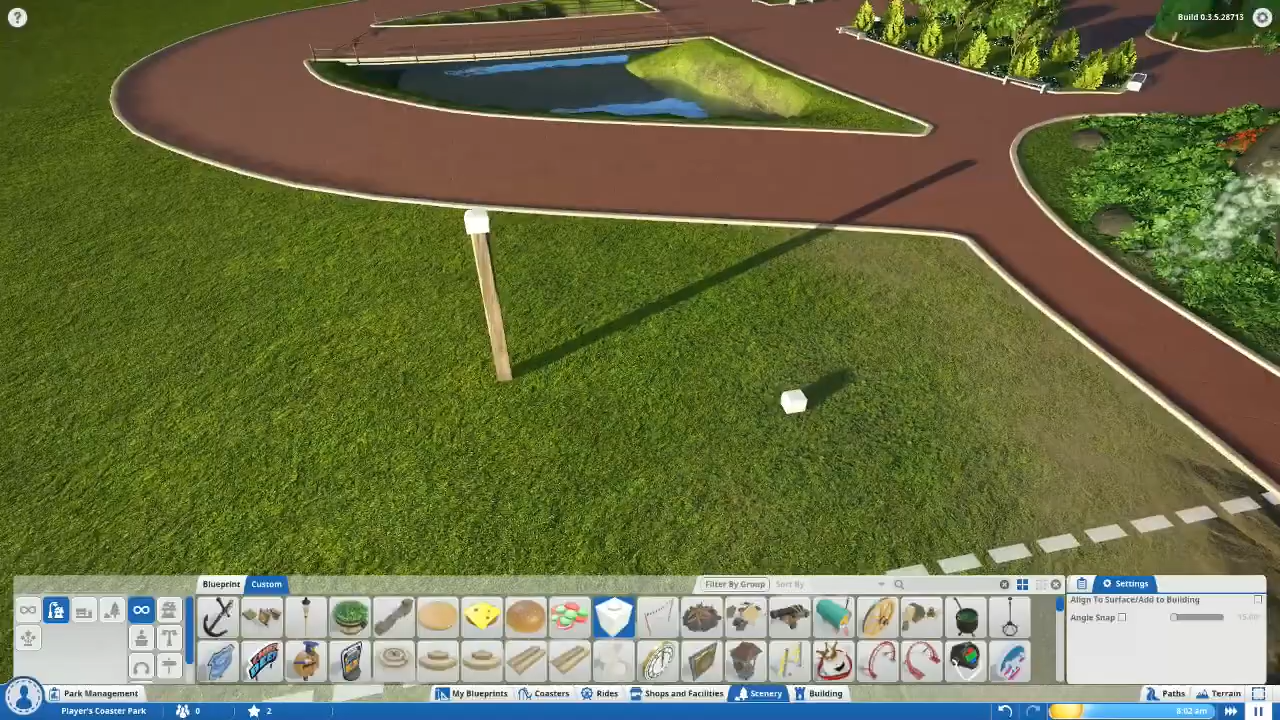 Build 0.3.5.28713
Blueprint Custom Filter By Group Sort By Settings
Align To Surface/Add to Building
Angle Snap 15.00
Park Management My Blueprints Coasters Rides Shops and Facilities Scenery Building Paths Terrain
Player's Coaster Park 0 2 8:02 am